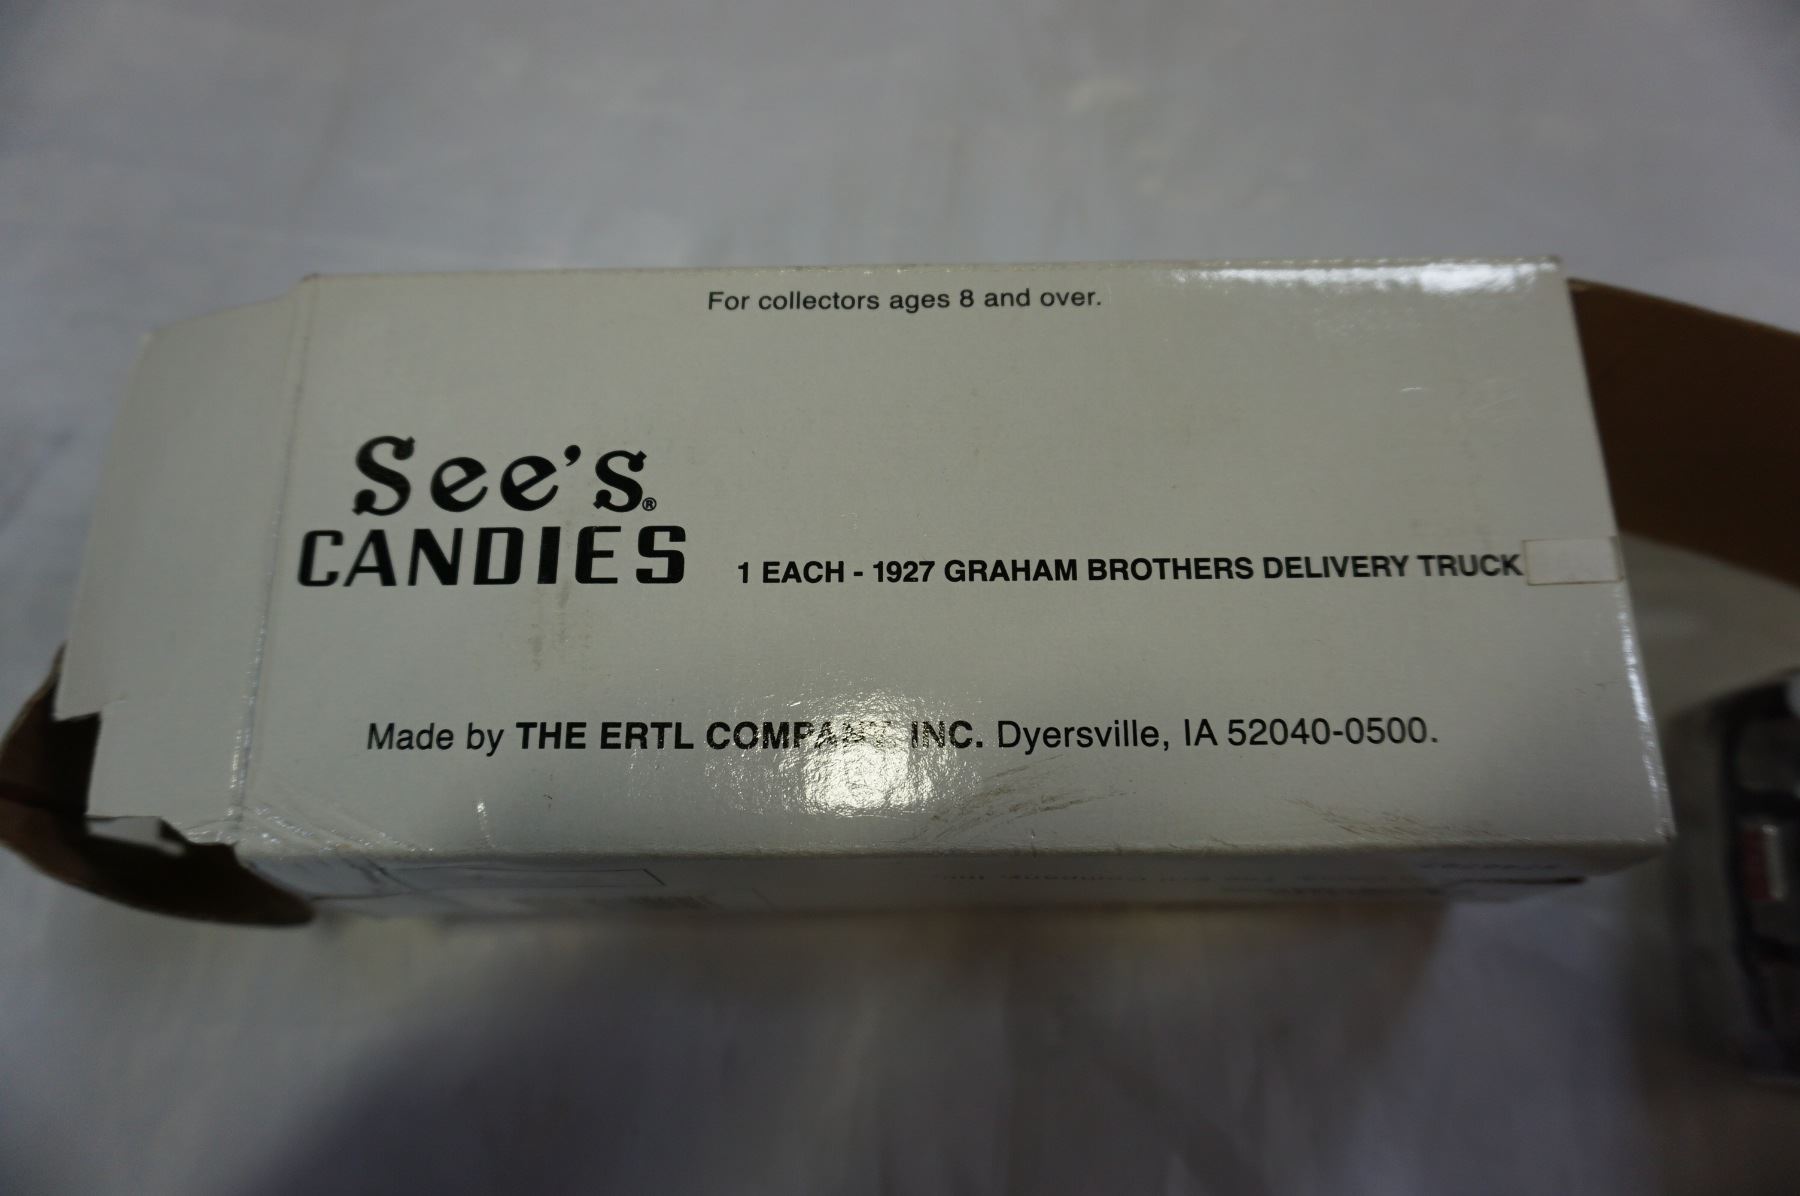 For collectors ages 8 and over.
See's®
CANDIES
1 EACH - 1927 GRAHAM BROTHERS DELIVERY TRUCK
Made by THE ERTL COMPANY, INC. Dyersville, IA 52040-0500.